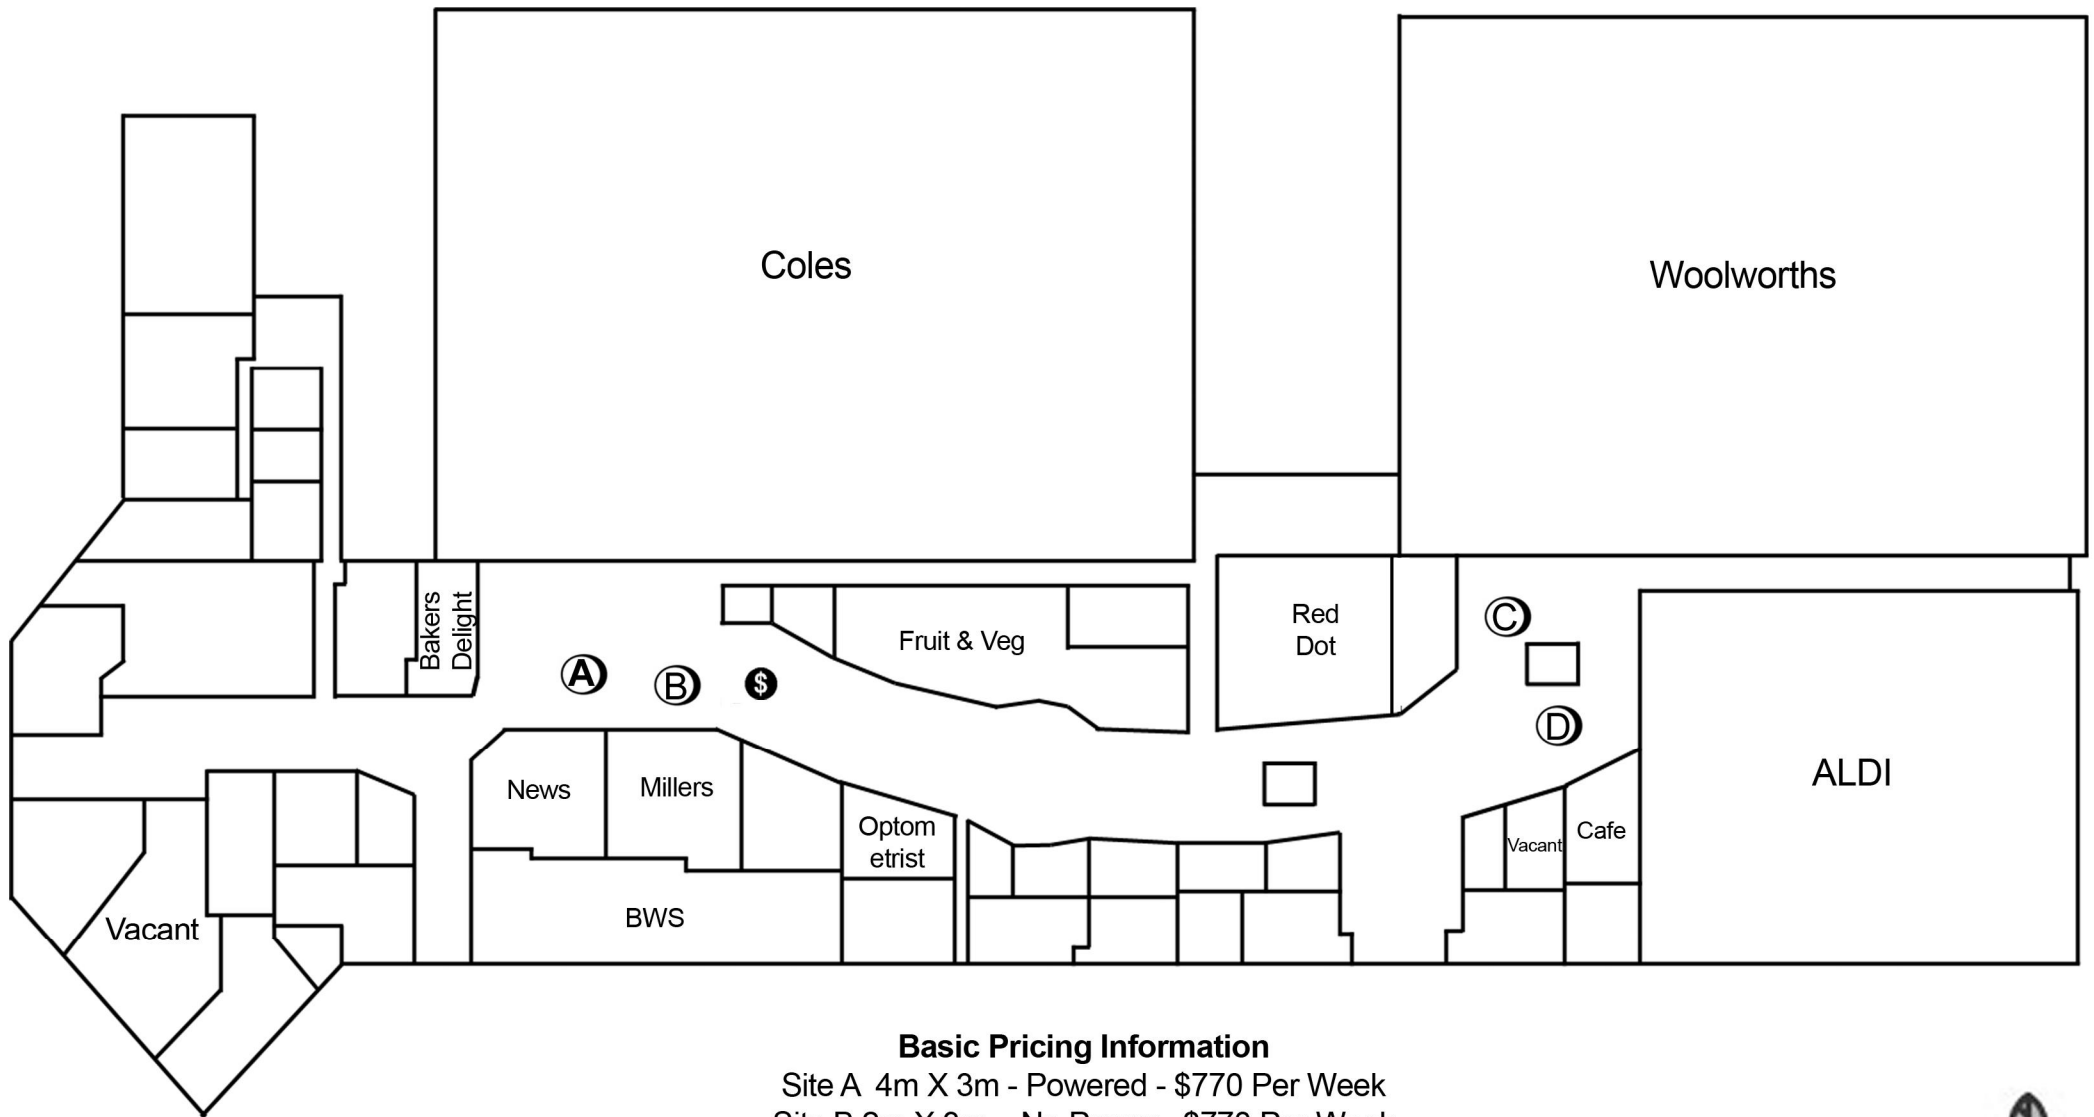 Coles
Woolworths
Bakers
Delight
Fruit & Veg
Red
Dot
A
B
$
C
D
News
Millers
Optom
etrist
BWS
Vacant
Vacant
Cafe
ALDI
Basic Pricing Information
Site A 4m X 3m - Powered - $770 Per Week